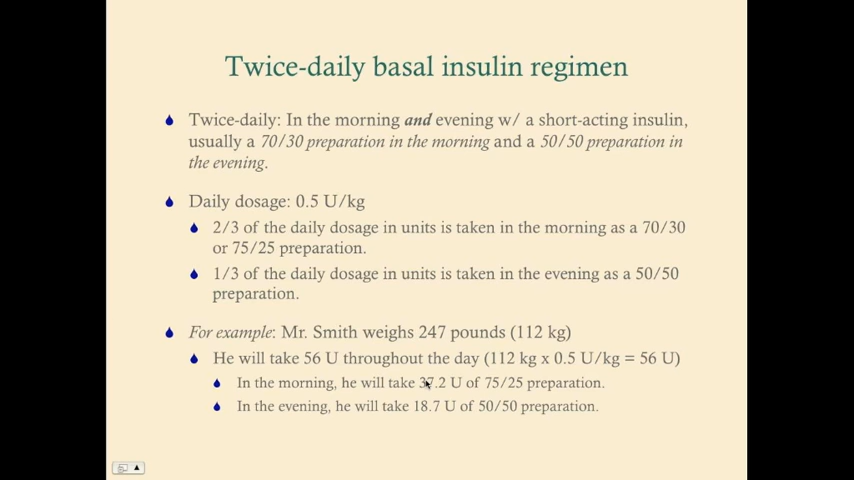 Twice-daily basal insulin regimen
Twice-daily: In the morning and evening w/ a short-acting insulin,
usually a 70/30 preparation in the morning and a 50/50 preparation in
the evening.
Daily dosage: 0.5 U/kg
2/3 of the daily dosage in units is taken in the morning as a 70/30
or 75/25 preparation.
1/3 of the daily dosage in units is taken in the evening as a 50/50
preparation.
For example: Mr. Smith weighs 247 pounds (112 kg)
He will take 56 U throughout the day (112 kg x 0.5 U/kg = 56 U)
In the morning, he will take 37.2 U of 75/25 preparation.
In the evening, he will take 18.7 U of 50/50 preparation.